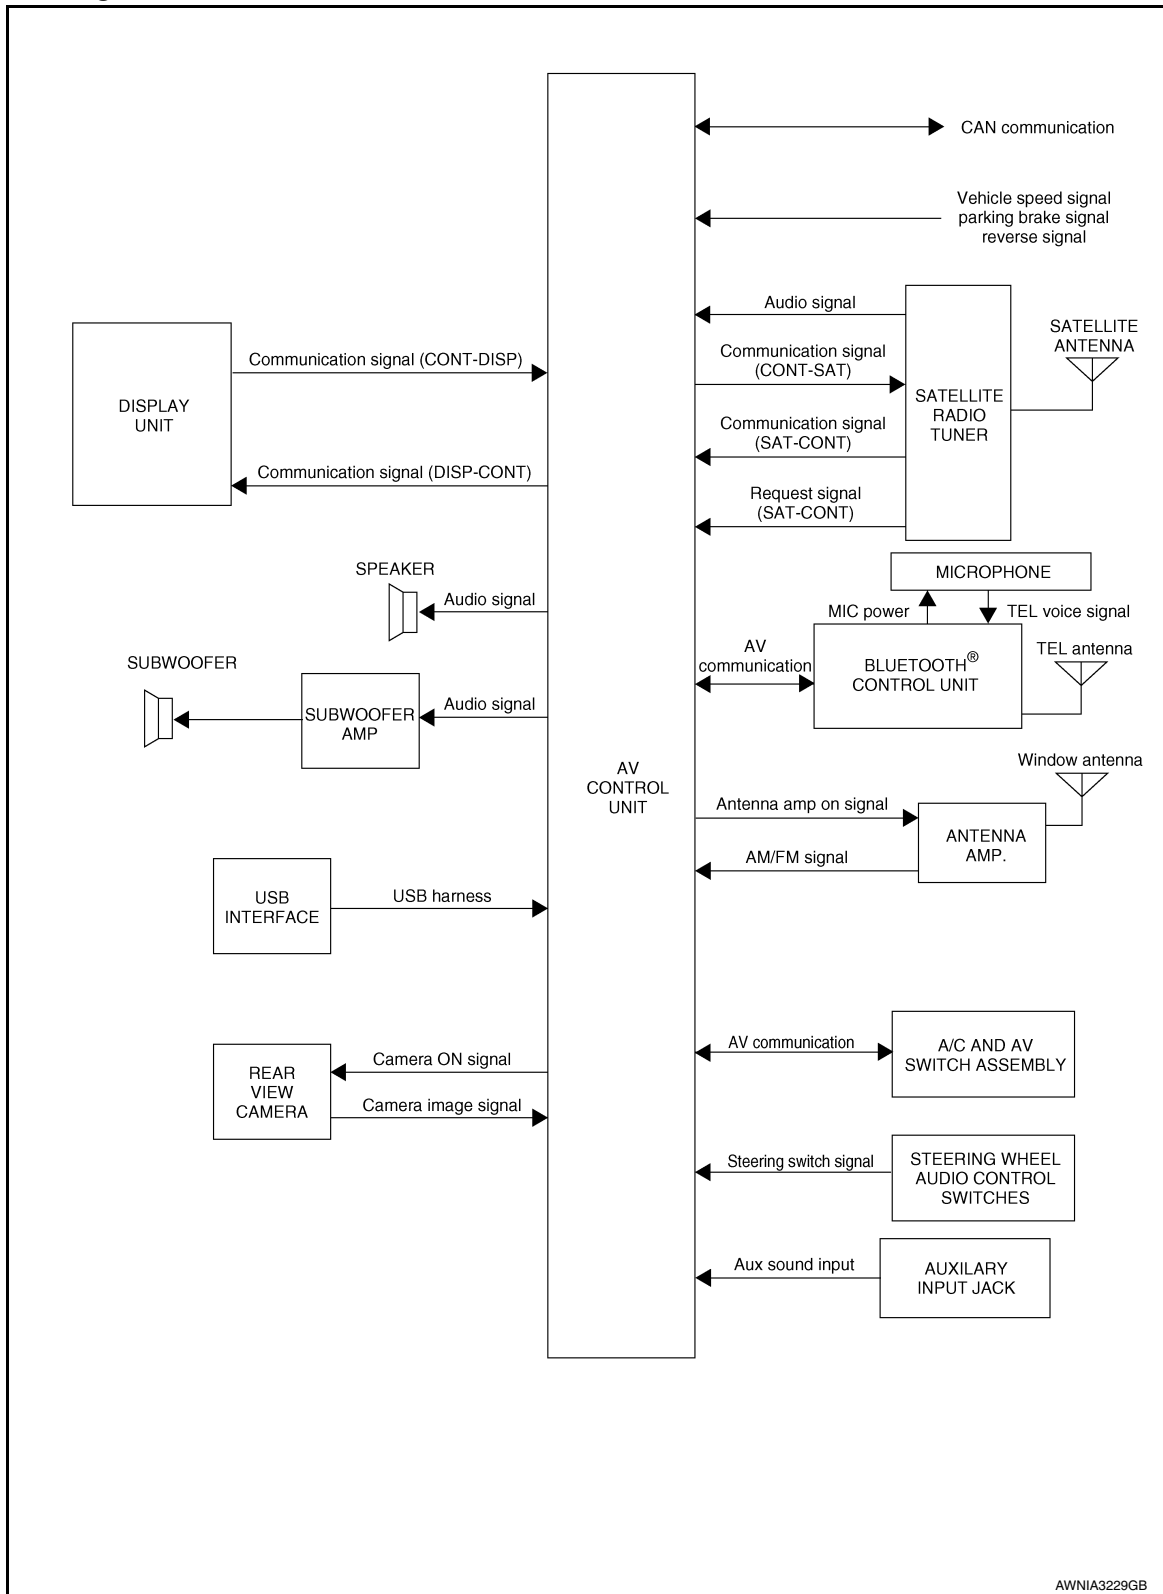 CAN communication
Vehicle speed signal
parking brake signal
reverse signal
Audio signal
Communication signal
(CONT-SAT)
Communication signal
(SAT-CONT)
Request signal
(SAT-CONT)
SATELLITE
RADIO
TUNER
SATELLITE
ANTENNA
Communication signal (CONT-DISP)
DISPLAY
UNIT
Communication signal (DISP-CONT)
SPEAKER
Audio signal
MICROPHONE
MIC power
TEL voice signal
AV
communication
BLUETOOTH®
CONTROL UNIT
TEL antenna
SUBWOOFER
SUBWOOFER
AMP
Audio signal
AV
CONTROL
UNIT
Window antenna
Antenna amp on signal
AM/FM signal
ANTENNA
AMP.
USB
INTERFACE
USB harness
REAR
VIEW
CAMERA
Camera ON signal
Camera image signal
AV communication
A/C AND AV
SWITCH ASSEMBLY
Steering switch signal
STEERING WHEEL
AUDIO CONTROL
SWITCHES
Aux sound input
AUXILARY
INPUT JACK
AWNIA3229GB